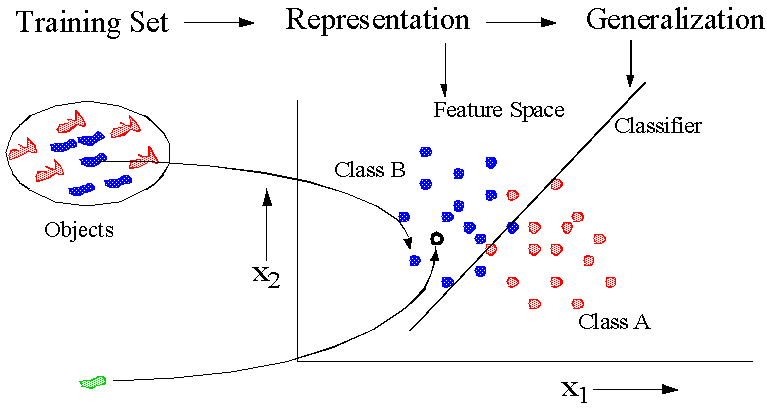 Training Set
Representation
Generalization
Feature Space
Classifier
Class B
Objects
x2
Class A
x1